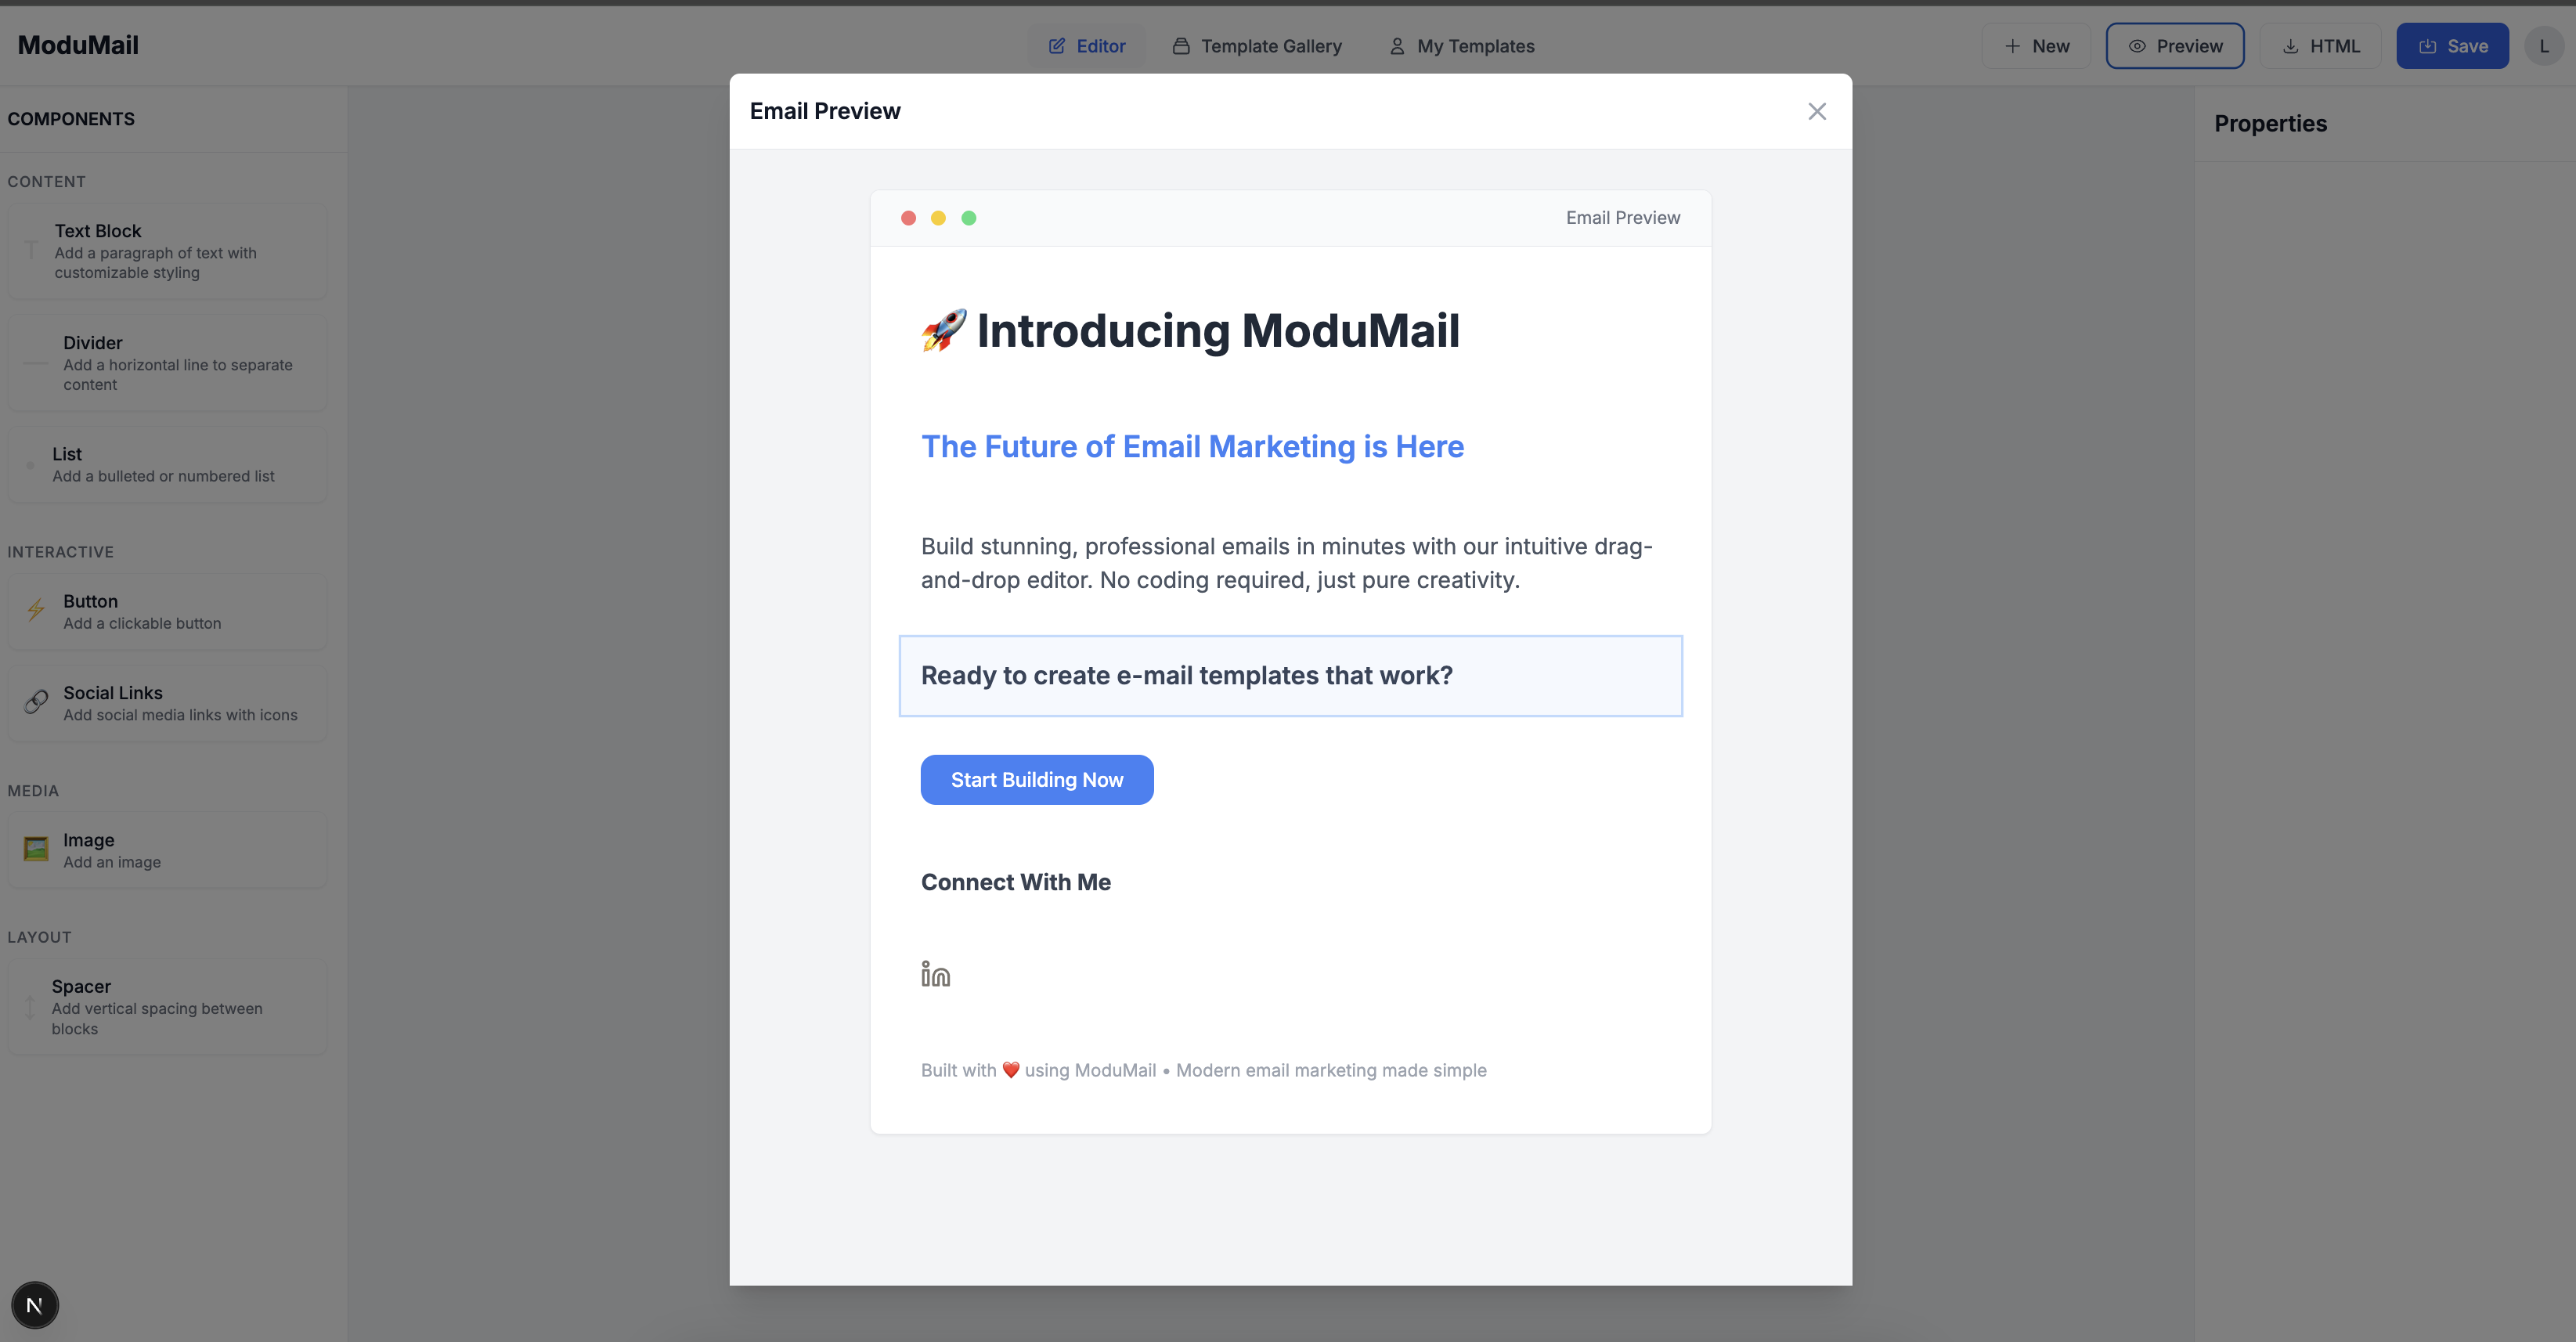 ModuMail
Editor
Template Gallery
My Templates
New
Preview
HTML
Save
L
COMPONENTS
CONTENT
Text Block
Add a paragraph of text with
customizable styling
Divider
Add a horizontal line to separate
content
List
Add a bulleted or numbered list
INTERACTIVE
Button
Add a clickable button
Social Links
Add social media links with icons
MEDIA
Image
Add an image
LAYOUT
Spacer
Add vertical spacing between
blocks
N
Email Preview
Email Preview
🚀 Introducing ModuMail
The Future of Email Marketing is Here
Build stunning, professional emails in minutes with our intuitive drag-
and-drop editor. No coding required, just pure creativity.
Ready to create e-mail templates that work?
Start Building Now
Connect With Me
in
Built with ❤️ using ModuMail • Modern email marketing made simple
Properties